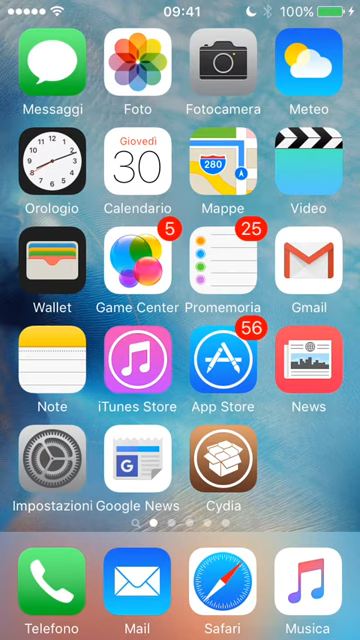 09:41 100%
Messaggi Foto Fotocamera Meteo
Giovedì
30
280
Orologio Calendario Mappe Video
5 25
Wallet Game Center Promemoria Gmail
56
Note iTunes Store App Store News
G
Impostazioni Google News Cydia
Telefono Mail Safari Musica